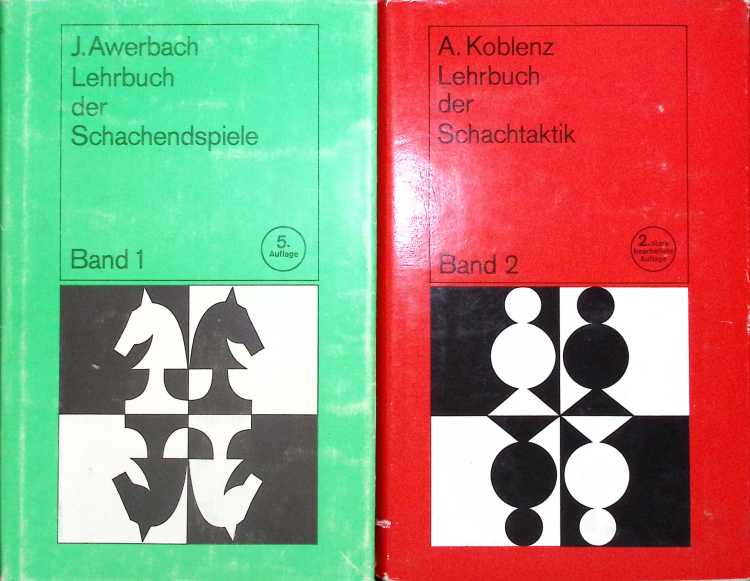 J. Awerbach
Lehrbuch
der
Schachendspiele
Band 1
5.
Auflage
A. Koblenz
Lehrbuch
der
Schachtaktik
Band 2
2. stark
bearbeitete
Auflage